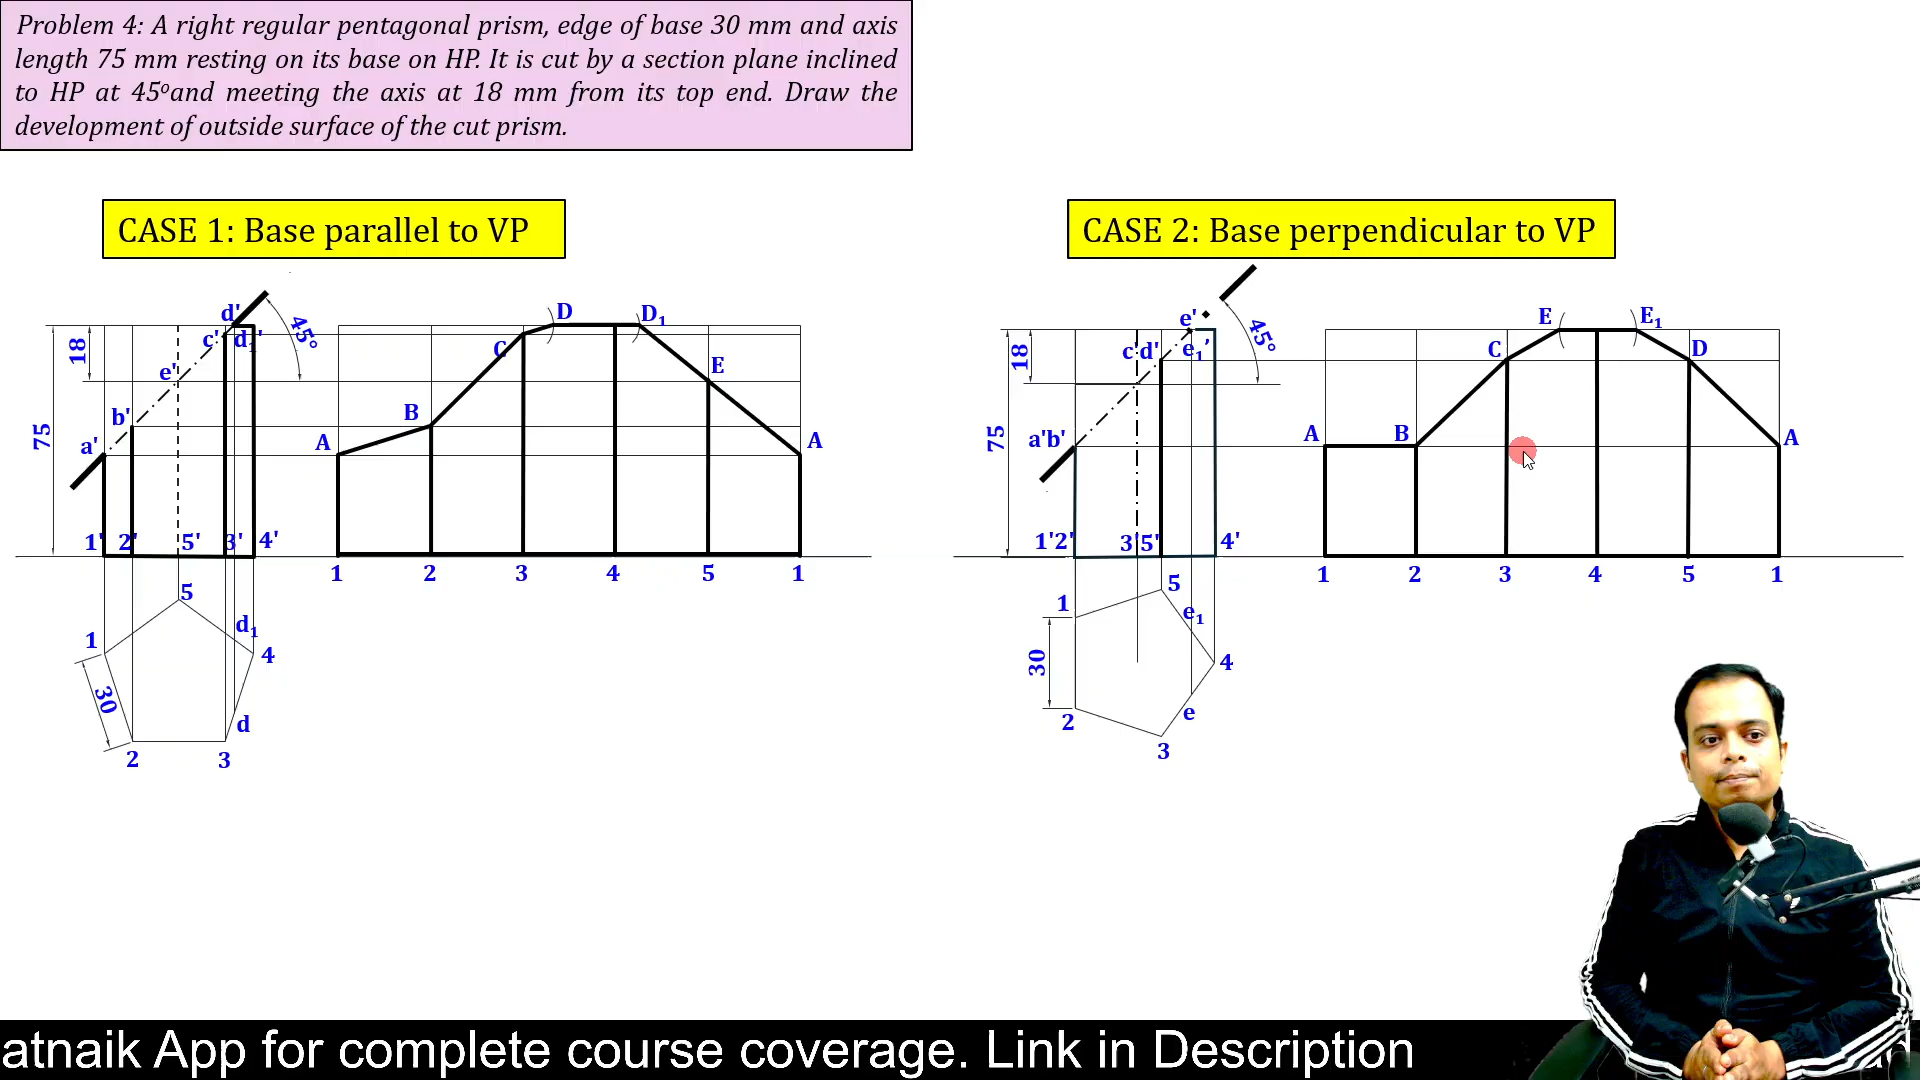 Problem 4: A right regular pentagonal prism, edge of base 30 mm and axis
length 75 mm resting on its base on HP. It is cut by a section plane inclined
to HP at 45ᵒand meeting the axis at 18 mm from its top end. Draw the
development of outside surface of the cut prism.
CASE 1: Base parallel to VP
d'
c' d₁'
45°
18
e'
b'
a'
75
1' 2' 5' 3' 4'
A B C D D₁ E A
1 2 3 4 5 1
5
1
d₁
4
30
d
2 3
CASE 2: Base perpendicular to VP
e'
c'd' e₁'
45°
18
a'b'
75
1'2' 3'5' 4'
A B C E E₁ D A
1 2 3 4 5 1
5
1
e₁
4
30
e
2
3
atnaik App for complete course coverage. Link in Description